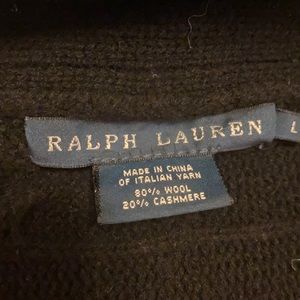 RALPH LAUREN L
MADE IN CHINA
OF ITALIAN YARN
80% WOOL
20% CASHMERE